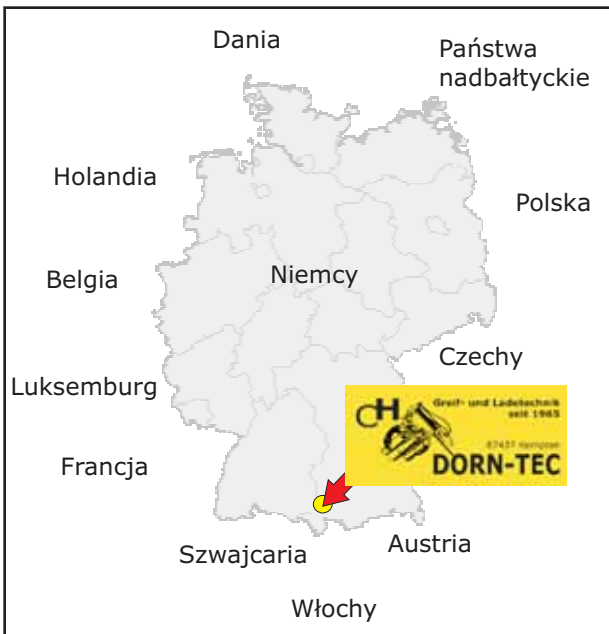 Dania
Państwa
nadbałtyckie
Holandia
Polska
Belgia
Niemcy
Czechy
Luksemburg
CH
Greif- und Ladetechnik
seit 1965
87437 Kempten
DORN-TEC
Francja
Szwajcaria
Austria
Włochy